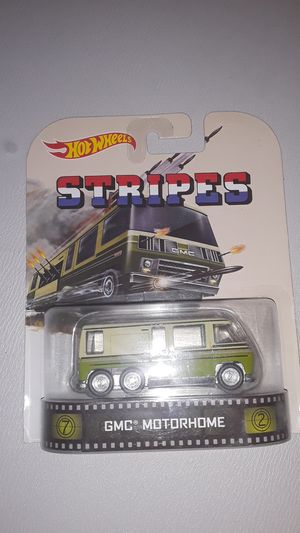 HOT WHEELS
STRIPES
GMC
GMC® MOTORHOME
7
2